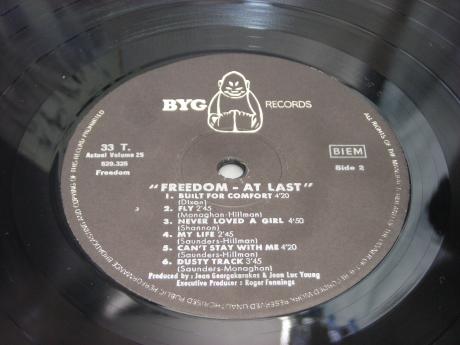 BYG RECORDS
33 T.
Actuel Volume 25
529.325
Freedom
BIEM
Side 2
"FREEDOM - AT LAST"
1. BUILT FOR COMFORT 4'20
(Dixon)
2. FLY 2'45
(Monaghan-Hillman)
3. NEVER LOVED A GIRL 4'50
(Shannon)
4. MY LIFE 2'45
(Saunders-Hillmon)
5. CAN'T STAY WITH ME 4'20
(Saunders-Hillman)
6. DUSTY TRACK 3'45
(Saunders-Monaghan)
Produced by : Jean Georgakarakos & Jean Luc Young
Executive Producer : Roger Fennings